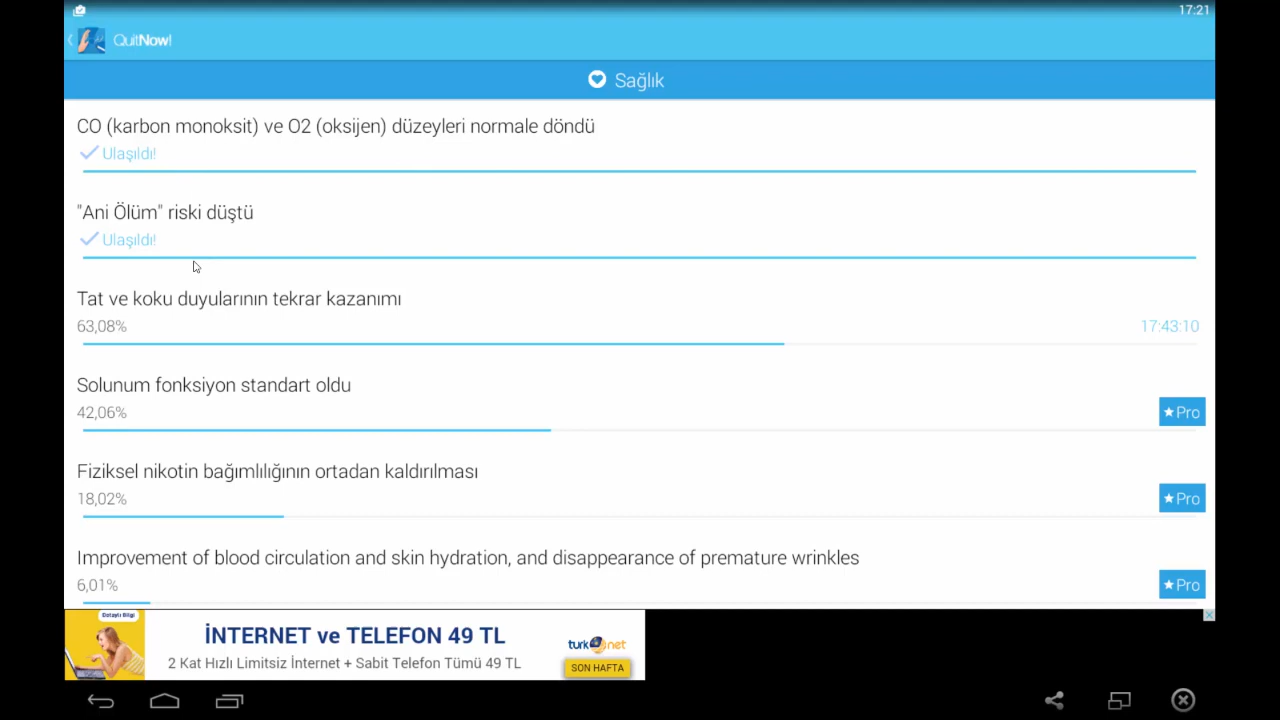 17:21
QuitNow!
Sağlık
CO (karbon monoksit) ve O2 (oksijen) düzeyleri normale döndü
Ulaşıldı!
"Ani Ölüm" riski düştü
Ulaşıldı!
Tat ve koku duyularının tekrar kazanımı
63,08% 17:43:10
Solunum fonksiyon standart oldu
42,06% Pro
Fiziksel nikotin bağımlılığının ortadan kaldırılması
18,02% Pro
Improvement of blood circulation and skin hydration, and disappearance of premature wrinkles
6,01% Pro
Detaylı Bilgi
İNTERNET ve TELEFON 49 TL
2 Kat Hızlı Limitsiz İnternet + Sabit Telefon Tümü 49 TL
turk net
SON HAFTA